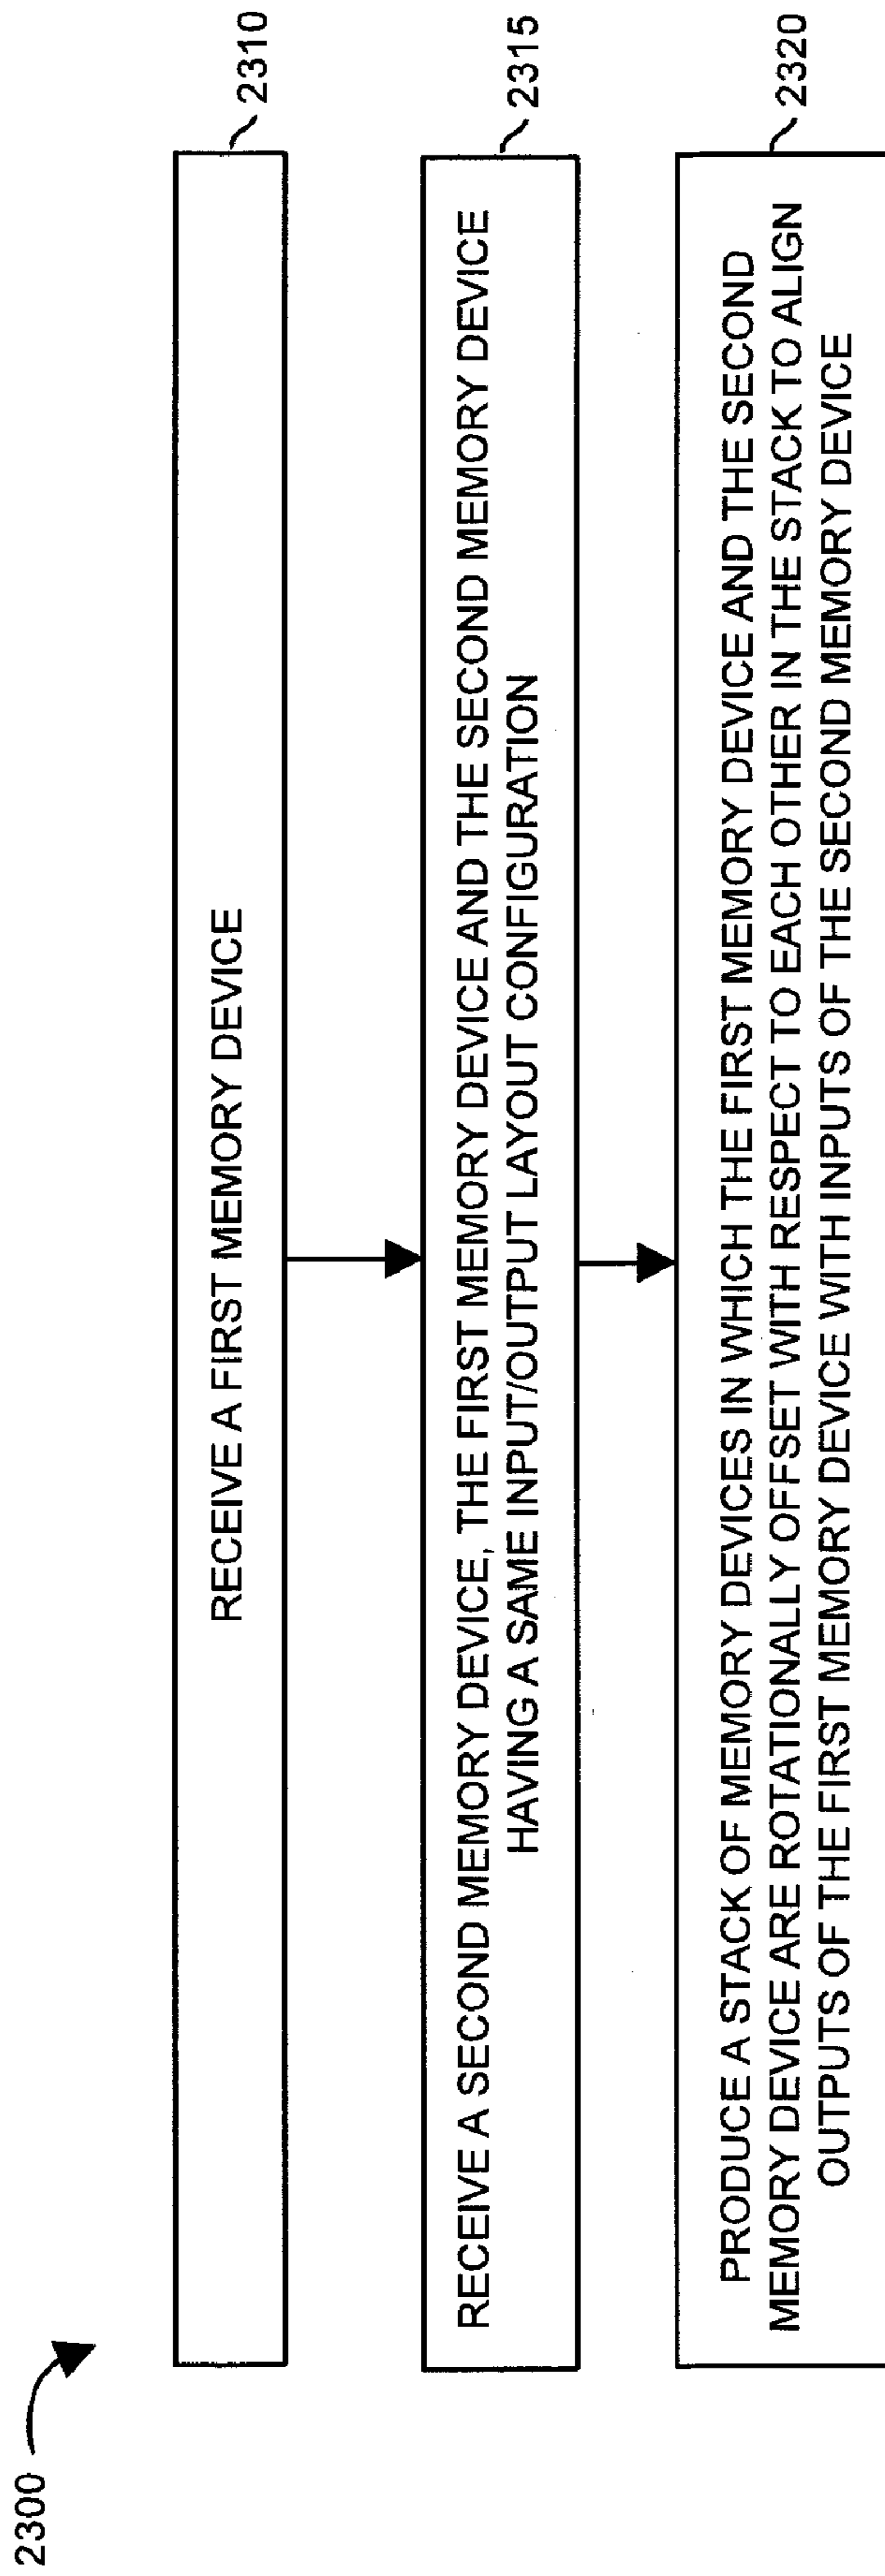 2300
RECEIVE A FIRST MEMORY DEVICE
2310
RECEIVE A SECOND MEMORY DEVICE, THE FIRST MEMORY DEVICE AND THE SECOND MEMORY DEVICE
HAVING A SAME INPUT/OUTPUT LAYOUT CONFIGURATION
2315
PRODUCE A STACK OF MEMORY DEVICES IN WHICH THE FIRST MEMORY DEVICE AND THE SECOND
MEMORY DEVICE ARE ROTATIONALLY OFFSET WITH RESPECT TO EACH OTHER IN THE STACK TO ALIGN
OUTPUTS OF THE FIRST MEMORY DEVICE WITH INPUTS OF THE SECOND MEMORY DEVICE
2320